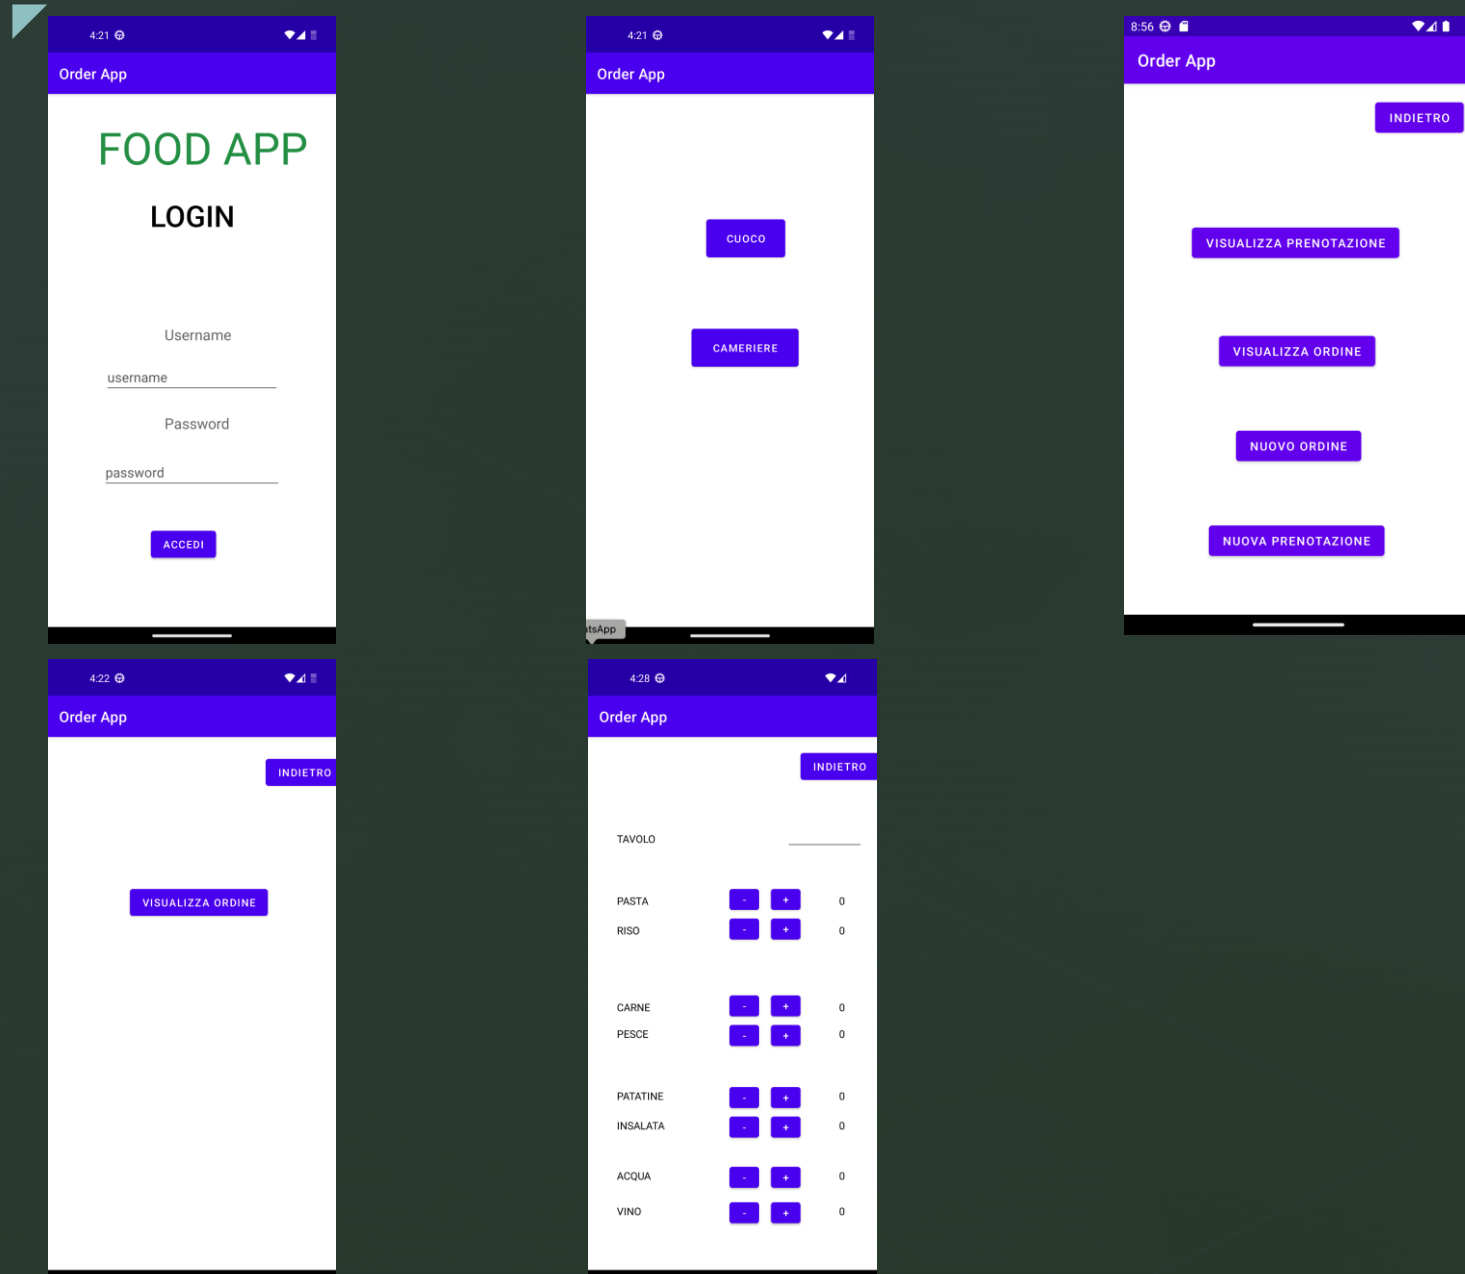 4:21
Order App
FOOD APP
LOGIN
Username
username
Password
password
ACCEDI
4:21
Order App
CUOCO
CAMERIERE
tsApp
8:56
Order App
INDIETRO
VISUALIZZA PRENOTAZIONE
VISUALIZZA ORDINE
NUOVO ORDINE
NUOVA PRENOTAZIONE
4:22
Order App
INDIETRO
VISUALIZZA ORDINE
4:28
Order App
INDIETRO
TAVOLO
PASTA - + 0
RISO - + 0
CARNE - + 0
PESCE - + 0
PATATINE - + 0
INSALATA - + 0
ACQUA - + 0
VINO - + 0